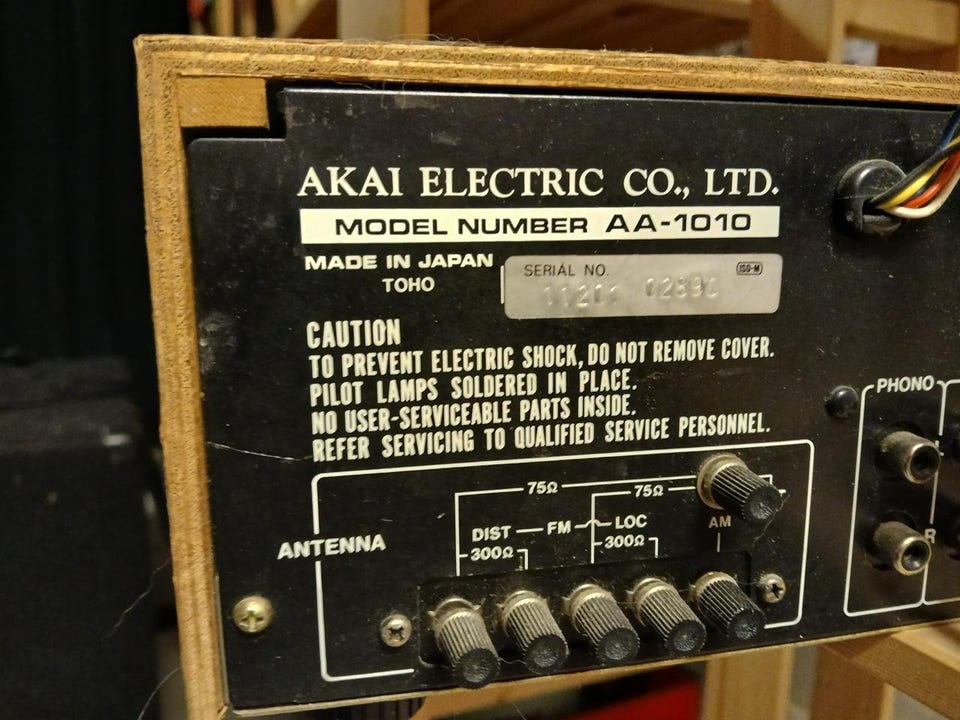 AKAI ELECTRIC CO., LTD.
MODEL NUMBER AA-1010
MADE IN JAPAN
TOHO
SERIAL NO.
ISO-M
11201
CAUTION
TO PREVENT ELECTRIC SHOCK, DO NOT REMOVE COVER.
PILOT LAMPS SOLDERED IN PLACE.
NO USER-SERVICEABLE PARTS INSIDE.
REFER SERVICING TO QUALIFIED SERVICE PERSONNEL.
ANTENNA
75Ω 75Ω
DIST FM LOC AM
300Ω 300Ω
PHONO
R